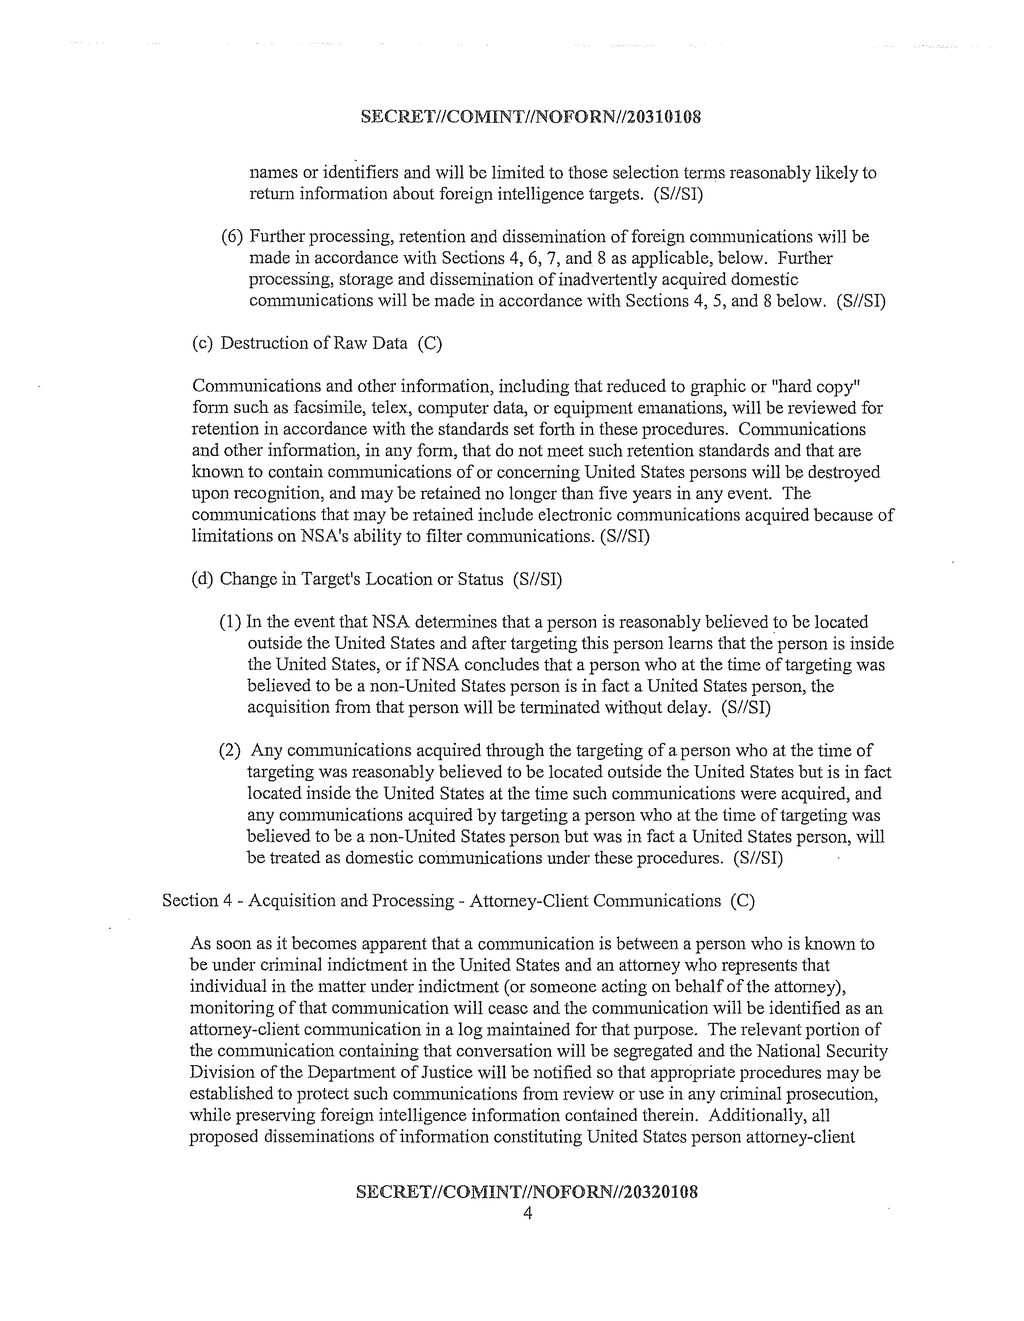 SECRET//COMINT//NOFORN//20310108
names or identifiers and will be limited to those selection terms reasonably likely to
return information about foreign intelligence targets. (S//SI)
(6) Further processing, retention and dissemination of foreign communications will be
made in accordance with Sections 4, 6, 7, and 8 as applicable, below. Further
processing, storage and dissemination of inadvertently acquired domestic
communications will be made in accordance with Sections 4, 5, and 8 below. (S//SI)
(c) Destruction of Raw Data (C)
Communications and other information, including that reduced to graphic or "hard copy"
form such as facsimile, telex, computer data, or equipment emanations, will be reviewed for
retention in accordance with the standards set forth in these procedures. Communications
and other information, in any form, that do not meet such retention standards and that are
known to contain communications of or concerning United States persons will be destroyed
upon recognition, and may be retained no longer than five years in any event. The
communications that may be retained include electronic communications acquired because of
limitations on NSA's ability to filter communications. (S//SI)
(d) Change in Target's Location or Status (S//SI)
(1) In the event that NSA determines that a person is reasonably believed to be located
outside the United States and after targeting this person learns that the person is inside
the United States, or if NSA concludes that a person who at the time of targeting was
believed to be a non-United States person is in fact a United States person, the
acquisition from that person will be terminated without delay. (S//SI)
(2) Any communications acquired through the targeting of a person who at the time of
targeting was reasonably believed to be located outside the United States but is in fact
located inside the United States at the time such communications were acquired, and
any communications acquired by targeting a person who at the time of targeting was
believed to be a non-United States person but was in fact a United States person, will
be treated as domestic communications under these procedures. (S//SI)
Section 4 - Acquisition and Processing - Attorney-Client Communications (C)
As soon as it becomes apparent that a communication is between a person who is known to
be under criminal indictment in the United States and an attorney who represents that
individual in the matter under indictment (or someone acting on behalf of the attorney),
monitoring of that communication will cease and the communication will be identified as an
attorney-client communication in a log maintained for that purpose. The relevant portion of
the communication containing that conversation will be segregated and the National Security
Division of the Department of Justice will be notified so that appropriate procedures may be
established to protect such communications from review or use in any criminal prosecution,
while preserving foreign intelligence information contained therein. Additionally, all
proposed disseminations of information constituting United States person attorney-client
SECRET//COMINT//NOFORN//20320108
4